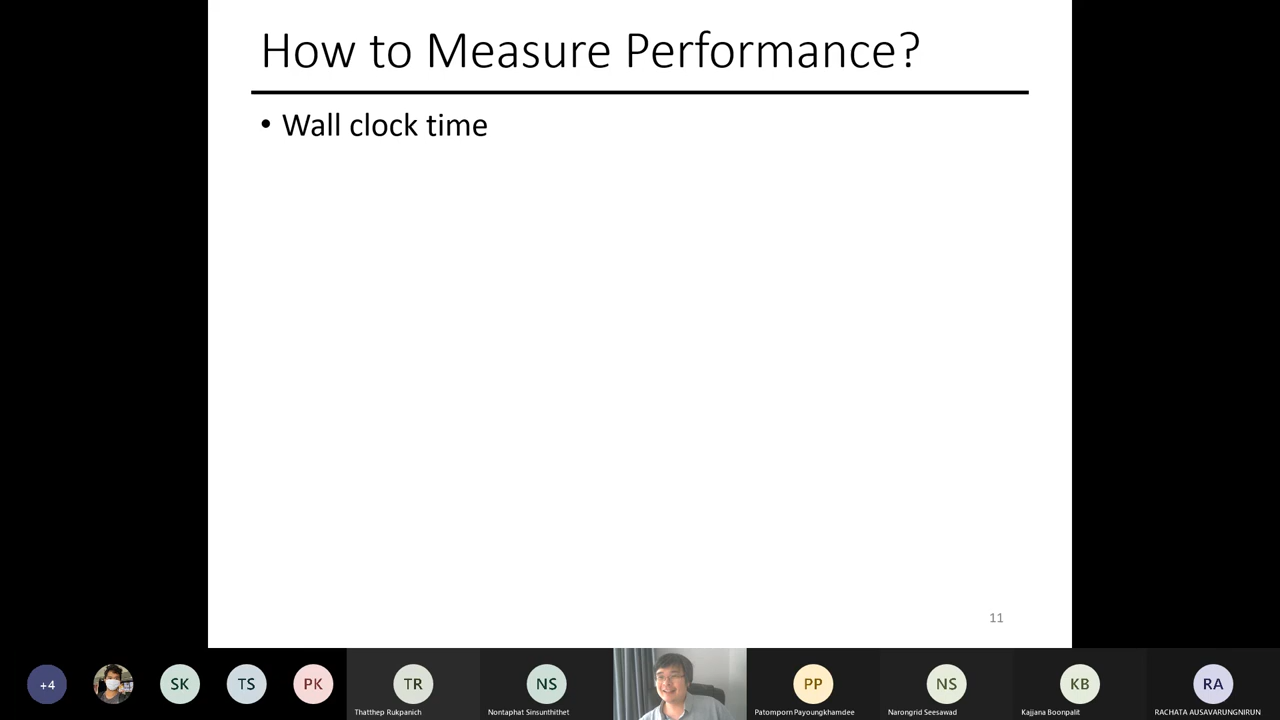 How to Measure Performance?
• Wall clock time
11
+4
SK
TS
PK
TR
Thatthep Rukpanich
NS
Nontaphat Sinsunthithet
PP
Patomporn Payoungkhamdee
NS
Narongrid Seesawad
KB
Kajjana Boonpalit
RA
RACHATA AUSAVARUNGNIRUN